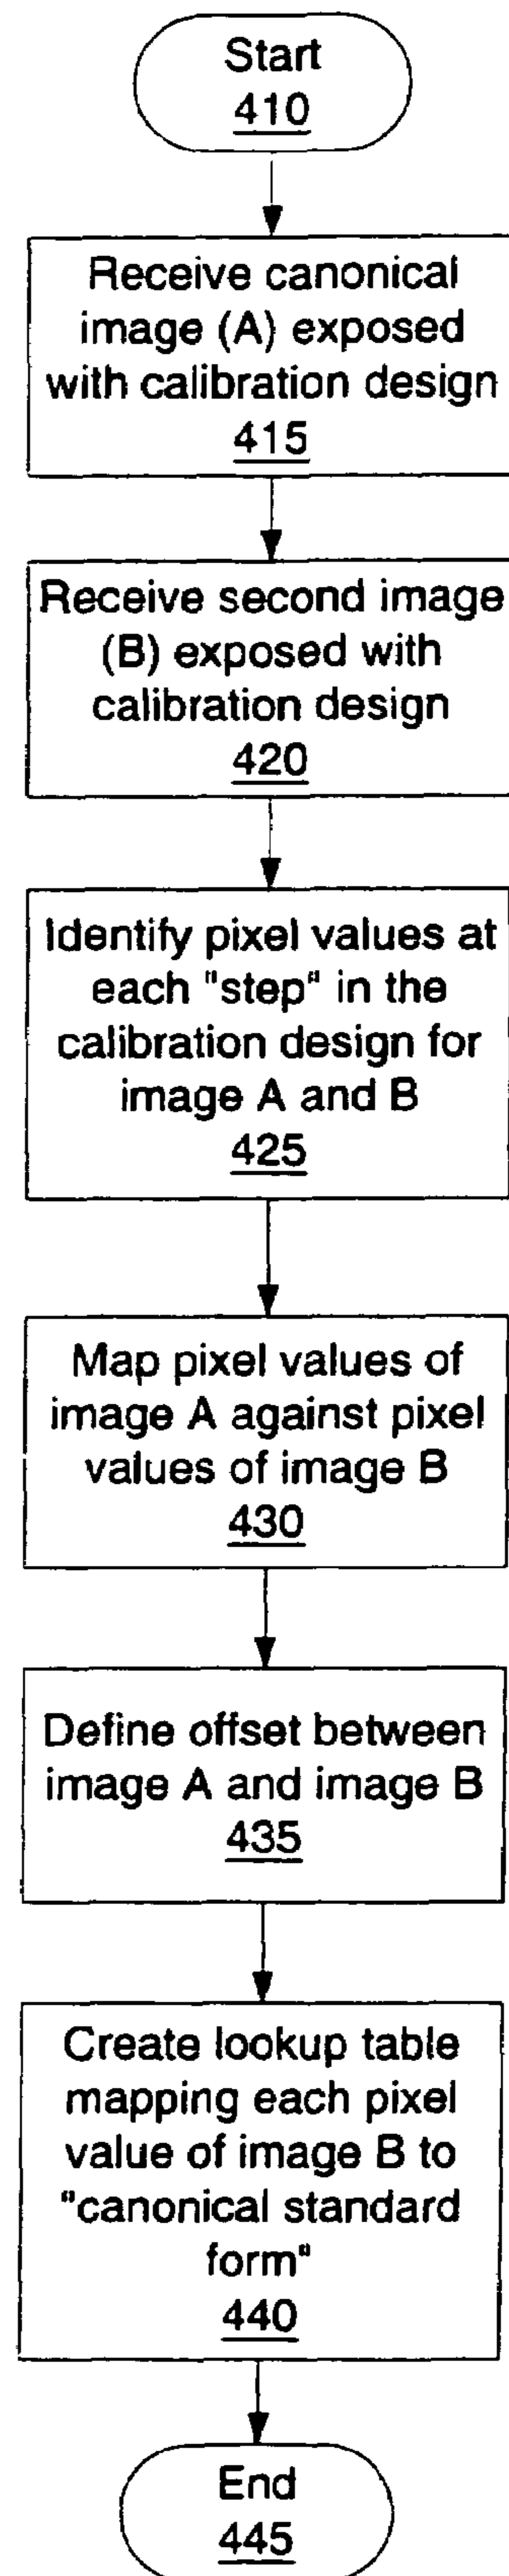 Start
410
Receive canonical
image (A) exposed
with calibration design
415
Receive second image
(B) exposed with
calibration design
420
Identify pixel values at
each "step" in the
calibration design for
image A and B
425
Map pixel values of
image A against pixel
values of image B
430
Define offset between
image A and image B
435
Create lookup table
mapping each pixel
value of image B to
"canonical standard
form"
440
End
445